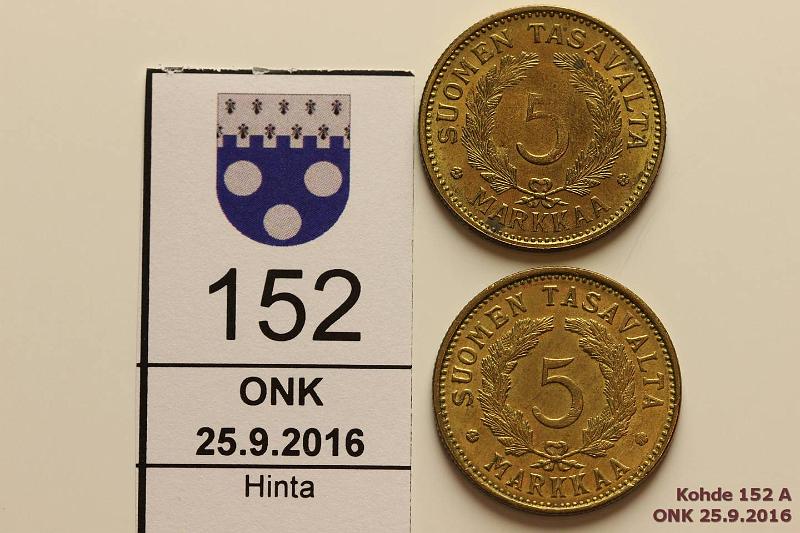 152
ONK
25.9.2016
Hinta
SUOMEN TASAVALTA
5
MARKKAA
SUOMEN TASAVALTA
5
MARKKAA
Kohde 152 A
ONK 25.9.2016